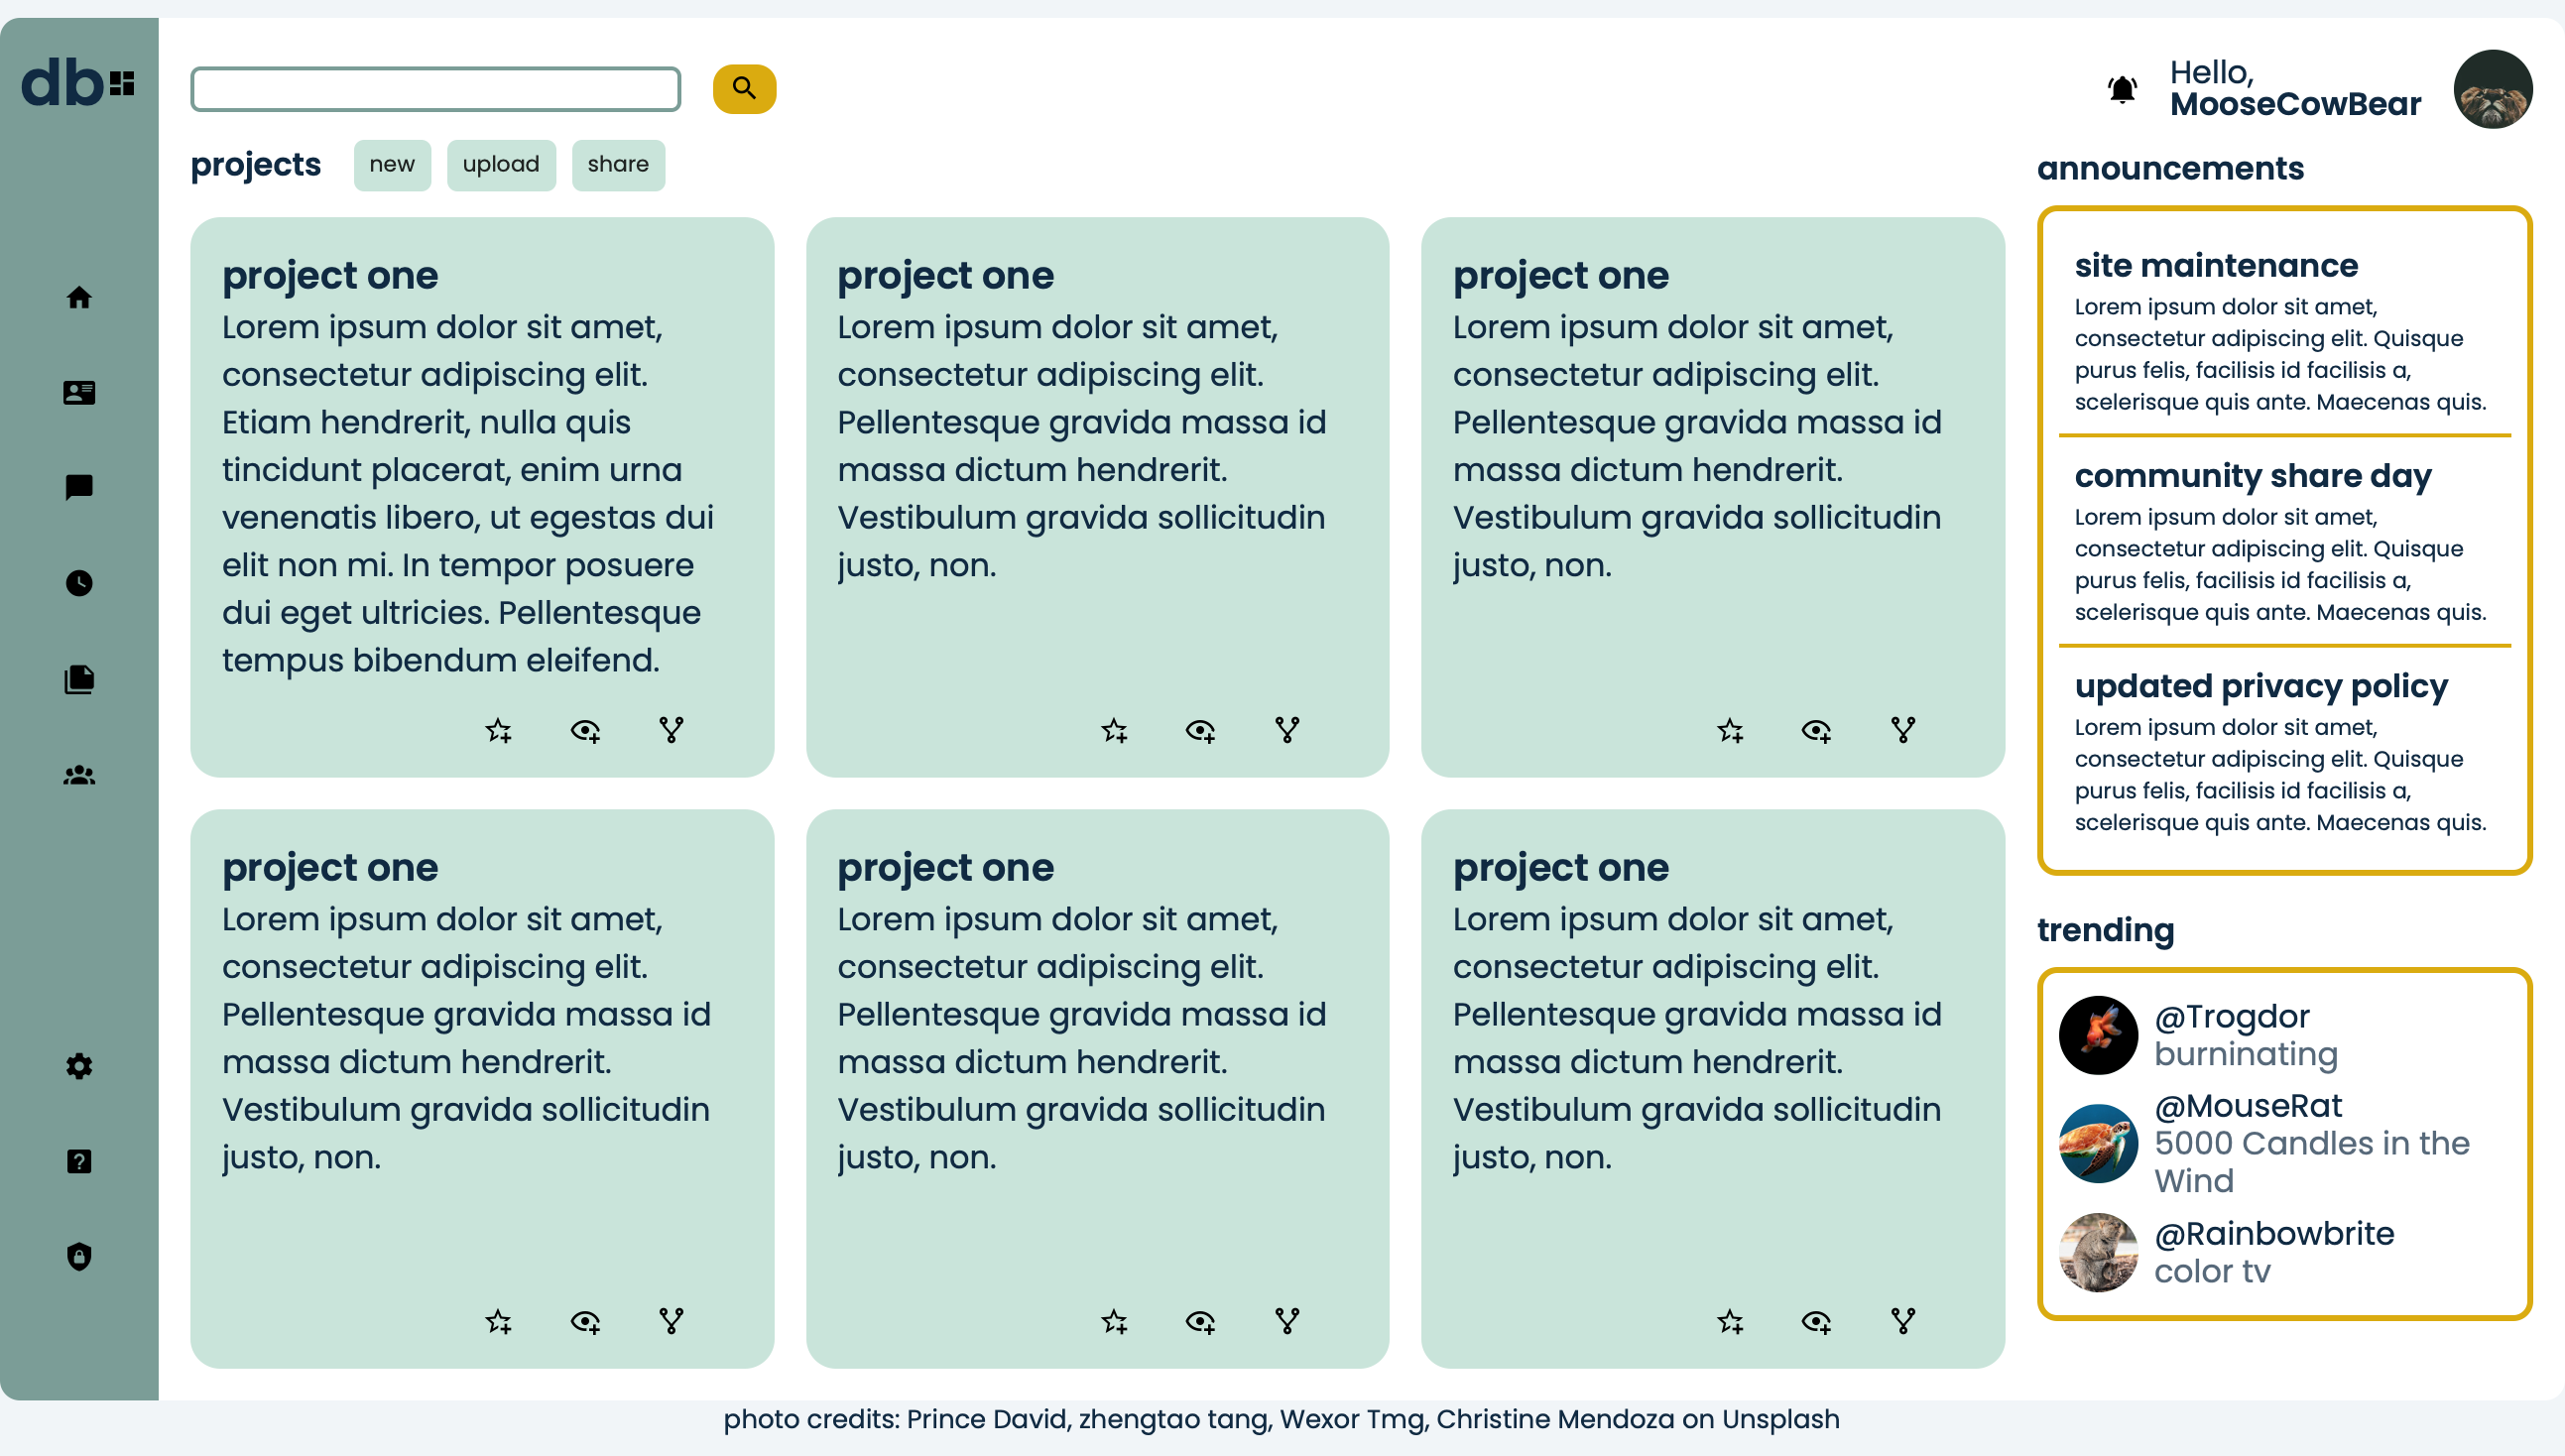 db
Hello,
MooseCowBear
projects
new
upload
share
project one
Lorem ipsum dolor sit amet,
consectetur adipiscing elit.
Etiam hendrerit, nulla quis
tincidunt placerat, enim urna
venenatis libero, ut egestas dui
elit non mi. In tempor posuere
dui eget ultricies. Pellentesque
tempus bibendum eleifend.
project one
Lorem ipsum dolor sit amet,
consectetur adipiscing elit.
Pellentesque gravida massa id
massa dictum hendrerit.
Vestibulum gravida sollicitudin
justo, non.
project one
Lorem ipsum dolor sit amet,
consectetur adipiscing elit.
Pellentesque gravida massa id
massa dictum hendrerit.
Vestibulum gravida sollicitudin
justo, non.
project one
Lorem ipsum dolor sit amet,
consectetur adipiscing elit.
Pellentesque gravida massa id
massa dictum hendrerit.
Vestibulum gravida sollicitudin
justo, non.
project one
Lorem ipsum dolor sit amet,
consectetur adipiscing elit.
Pellentesque gravida massa id
massa dictum hendrerit.
Vestibulum gravida sollicitudin
justo, non.
project one
Lorem ipsum dolor sit amet,
consectetur adipiscing elit.
Pellentesque gravida massa id
massa dictum hendrerit.
Vestibulum gravida sollicitudin
justo, non.
announcements
site maintenance
Lorem ipsum dolor sit amet,
consectetur adipiscing elit. Quisque
purus felis, facilisis id facilisis a,
scelerisque quis ante. Maecenas quis.
community share day
Lorem ipsum dolor sit amet,
consectetur adipiscing elit. Quisque
purus felis, facilisis id facilisis a,
scelerisque quis ante. Maecenas quis.
updated privacy policy
Lorem ipsum dolor sit amet,
consectetur adipiscing elit. Quisque
purus felis, facilisis id facilisis a,
scelerisque quis ante. Maecenas quis.
trending
@Trogdor
burninating
@MouseRat
5000 Candles in the
Wind
@Rainbowbrite
color tv
photo credits: Prince David, zhengtao tang, Wexor Tmg, Christine Mendoza on Unsplash